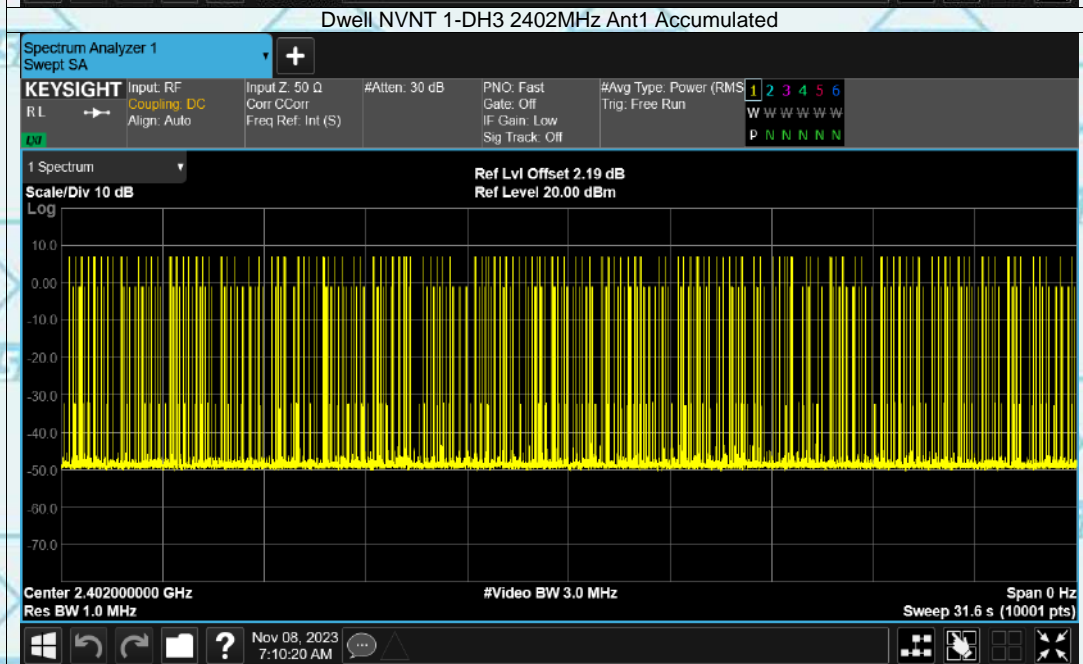 Dwell NVNT 1-DH3 2402MHz Ant1 Accumulated
Spectrum Analyzer 1
Swept SA
KEYSIGHT
R L
LXI
Input: RF
Coupling: DC
Align: Auto
Input Z: 50 Ω
Corr CCorr
Freq Ref: Int (S)
#Atten: 30 dB
PNO: Fast
Gate: Off
IF Gain: Low
Sig Track: Off
#Avg Type: Power (RMS
Trig: Free Run
1 2 3 4 5 6
W W W W W W
P N N N N N
1 Spectrum
Scale/Div 10 dB
Ref Lvl Offset 2.19 dB
Ref Level 20.00 dBm
Log
10.0
0.00
-10.0
-20.0
-30.0
-40.0
-50.0
-60.0
-70.0
Center 2.402000000 GHz
#Video BW 3.0 MHz
Span 0 Hz
Res BW 1.0 MHz
Sweep 31.6 s (10001 pts)
?
Nov 08, 2023
7:10:20 AM